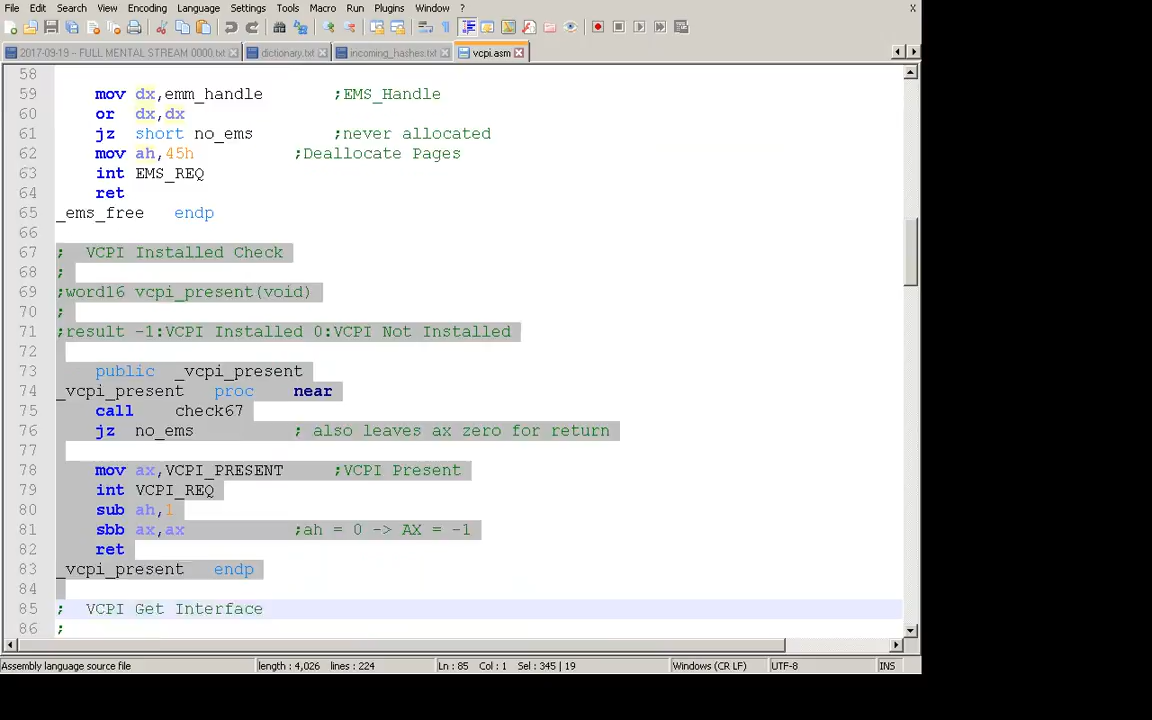 File Edit Search View Encoding Language Settings Tools Macro Run Plugins Window ? X
2017-09-19 – FULL MENTAL STREAM 0000.txt dictionary.txt incoming_hashes.txt vcpi.asm
58
59 mov dx,emm_handle ;EMS_Handle
60 or dx,dx
61 jz short no_ems ;never allocated
62 mov ah,45h ;Deallocate Pages
63 int EMS_REQ
64 ret
65 _ems_free endp
66
67 ; VCPI Installed Check
68 ;
69 ;word16 vcpi_present(void)
70 ;
71 ;result -1:VCPI Installed 0:VCPI Not Installed
72
73 public _vcpi_present
74 _vcpi_present proc near
75 call check67
76 jz no_ems ; also leaves ax zero for return
77
78 mov ax,VCPI_PRESENT ;VCPI Present
79 int VCPI_REQ
80 sub ah,1
81 sbb ax,ax ;ah = 0 -> AX = -1
82 ret
83 _vcpi_present endp
84
85 ; VCPI Get Interface
86 ;
Assembly language source file length : 4,026 lines : 224 Ln : 85 Col : 1 Sel : 345 | 19 Windows (CR LF) UTF-8 INS